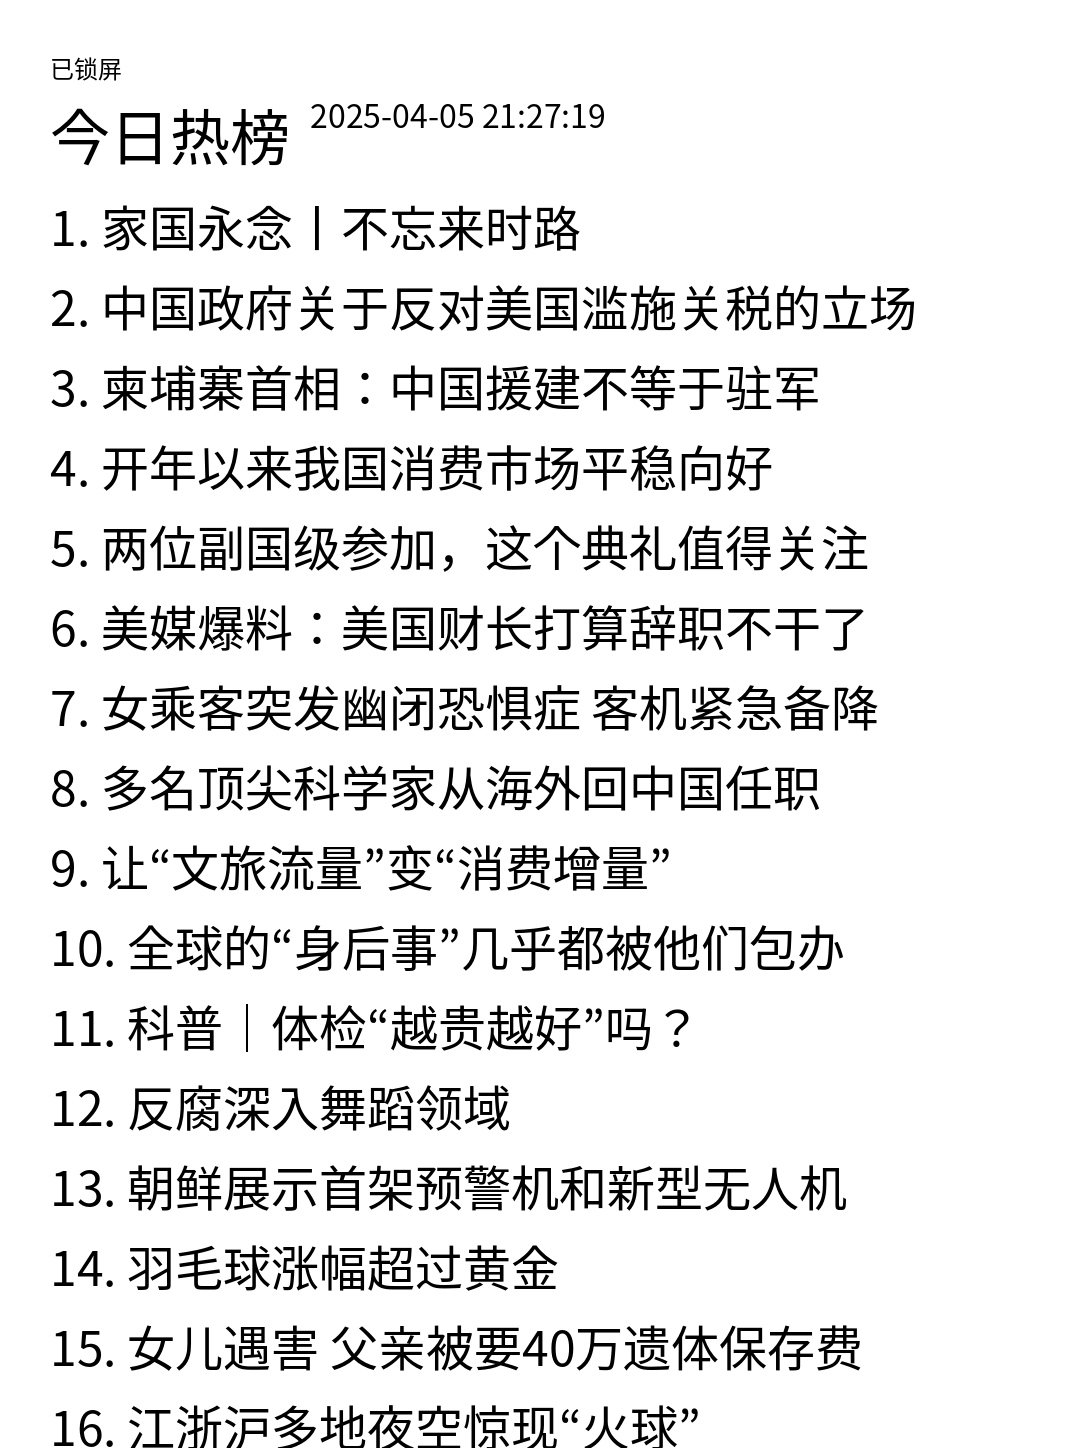 已锁屏
今日热榜 2025-04-05 21:27:19
1. 家国永念丨不忘来时路
2. 中国政府关于反对美国滥施关税的立场
3. 柬埔寨首相：中国援建不等于驻军
4. 开年以来我国消费市场平稳向好
5. 两位副国级参加，这个典礼值得关注
6. 美媒爆料：美国财长打算辞职不干了
7. 女乘客突发幽闭恐惧症 客机紧急备降
8. 多名顶尖科学家从海外回中国任职
9. 让“文旅流量”变“消费增量”
10. 全球的“身后事”几乎都被他们包办
11. 科普｜体检“越贵越好”吗？
12. 反腐深入舞蹈领域
13. 朝鲜展示首架预警机和新型无人机
14. 羽毛球涨幅超过黄金
15. 女儿遇害 父亲被要40万遗体保存费
16. 江浙沪多地夜空惊现“火球”